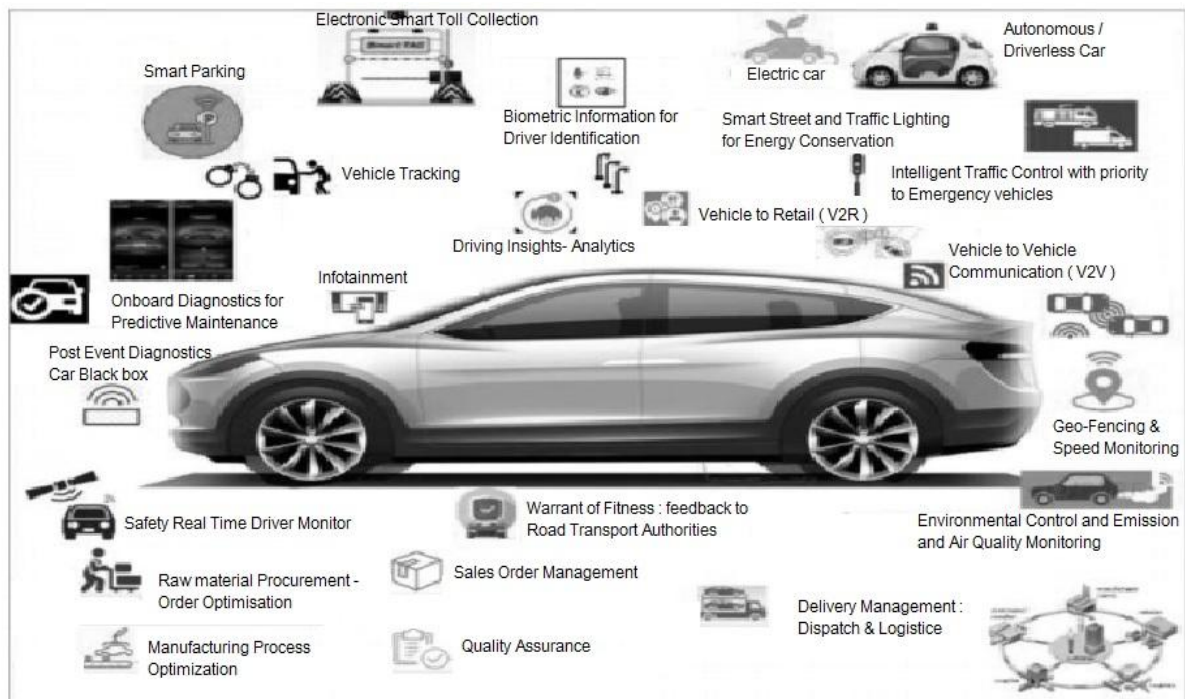 Electronic Smart Toll Collection
Autonomous /
Driverless Car
Smart Parking
Electric car
Biometric Information for
Driver Identification
Smart Street and Traffic Lighting
for Energy Conservation
Vehicle Tracking
Intelligent Traffic Control with priority
to Emergency vehicles
Vehicle to Retail ( V2R )
Driving Insights- Analytics
Vehicle to Vehicle
Communication ( V2V )
Infotainment
Onboard Diagnostics for
Predictive Maintenance
Post Event Diagnostics
Car Black box
Geo-Fencing &
Speed Monitoring
Safety Real Time Driver Monitor
Warrant of Fitness : feedback to
Road Transport Authorities
Environmental Control and Emission
and Air Quality Monitoring
Raw material Procurement -
Order Optimisation
Sales Order Management
Delivery Management :
Dispatch & Logistice
Manufacturing Process
Optimization
Quality Assurance